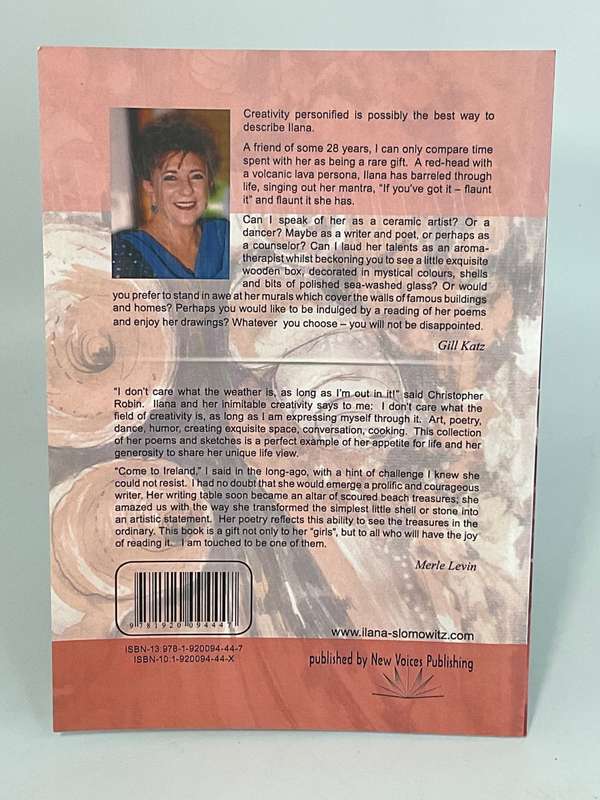 Creativity personified is possibly the best way to
describe Ilana.
A friend of some 28 years, I can only compare time
spent with her as being a rare gift. A red-head with
a volcanic lava persona, Ilana has barreled through
life, singing out her mantra, "If you've got it – flaunt
it" and flaunt it she has.
Can I speak of her as a ceramic artist? Or a
dancer? Maybe as a writer and poet, or perhaps as
a counselor? Can I laud her talents as an aroma-
therapist whilst beckoning you to see a little exquisite
wooden box, decorated in mystical colours, shells
and bits of polished sea-washed glass? Or would
you prefer to stand in awe at her murals which cover the walls of famous buildings
and homes? Perhaps you would like to be indulged by a reading of her poems
and enjoy her drawings? Whatever you choose – you will not be disappointed.
Gill Katz
"I don't care what the weather is, as long as I'm out in it!" said Christopher
Robin. Ilana and her inimitable creativity says to me: I don't care what the
field of creativity is, as long as I am expressing myself through it. Art, poetry,
dance, humor, creating exquisite space, conversation, cooking. This collection
of her poems and sketches is a perfect example of her appetite for life and her
generosity to share her unique life view.
"Come to Ireland," I said in the long-ago, with a hint of challenge I knew she
could not resist. I had no doubt that she would emerge a prolific and courageous
writer. Her writing table soon became an altar of scoured beach treasures; she
amazed us with the way she transformed the simplest little shell or stone into
an artistic statement. Her poetry reflects this ability to see the treasures in the
ordinary. This book is a gift not only to her "girls", but to all who will have the joy
of reading it. I am touched to be one of them.
Merle Levin
9 781920 094447
www.ilana-slomowitz.com
ISBN-13:978-1-920094-44-7
ISBN-10:1-920094-44-X
published by New Voices Publishing